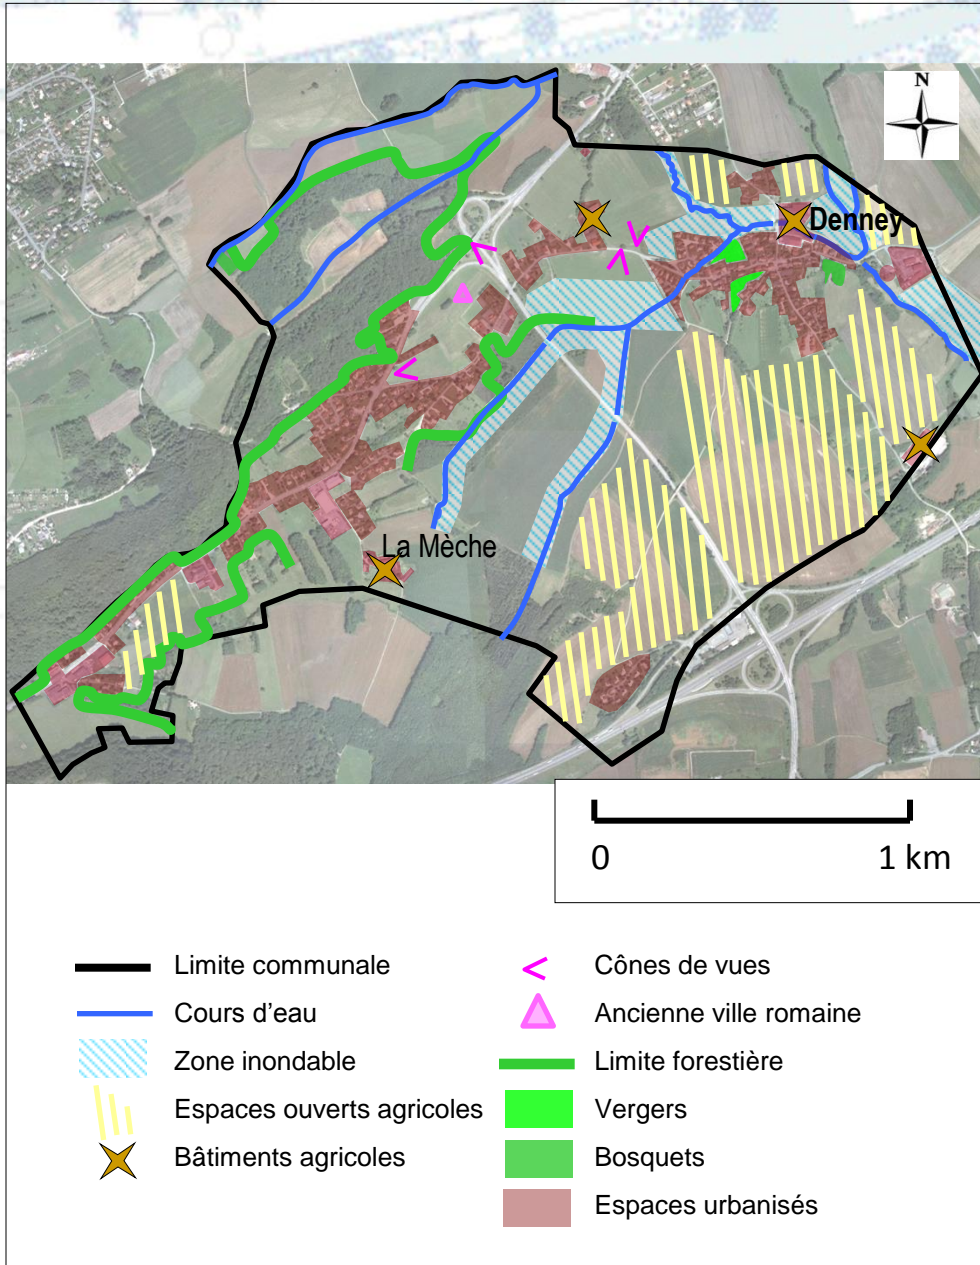 N
Denney
La Mèche
0 1 km
Limite communale
Cours d'eau
Zone inondable
Espaces ouverts agricoles
Bâtiments agricoles
Cônes de vues
Ancienne ville romaine
Limite forestière
Vergers
Bosquets
Espaces urbanisés